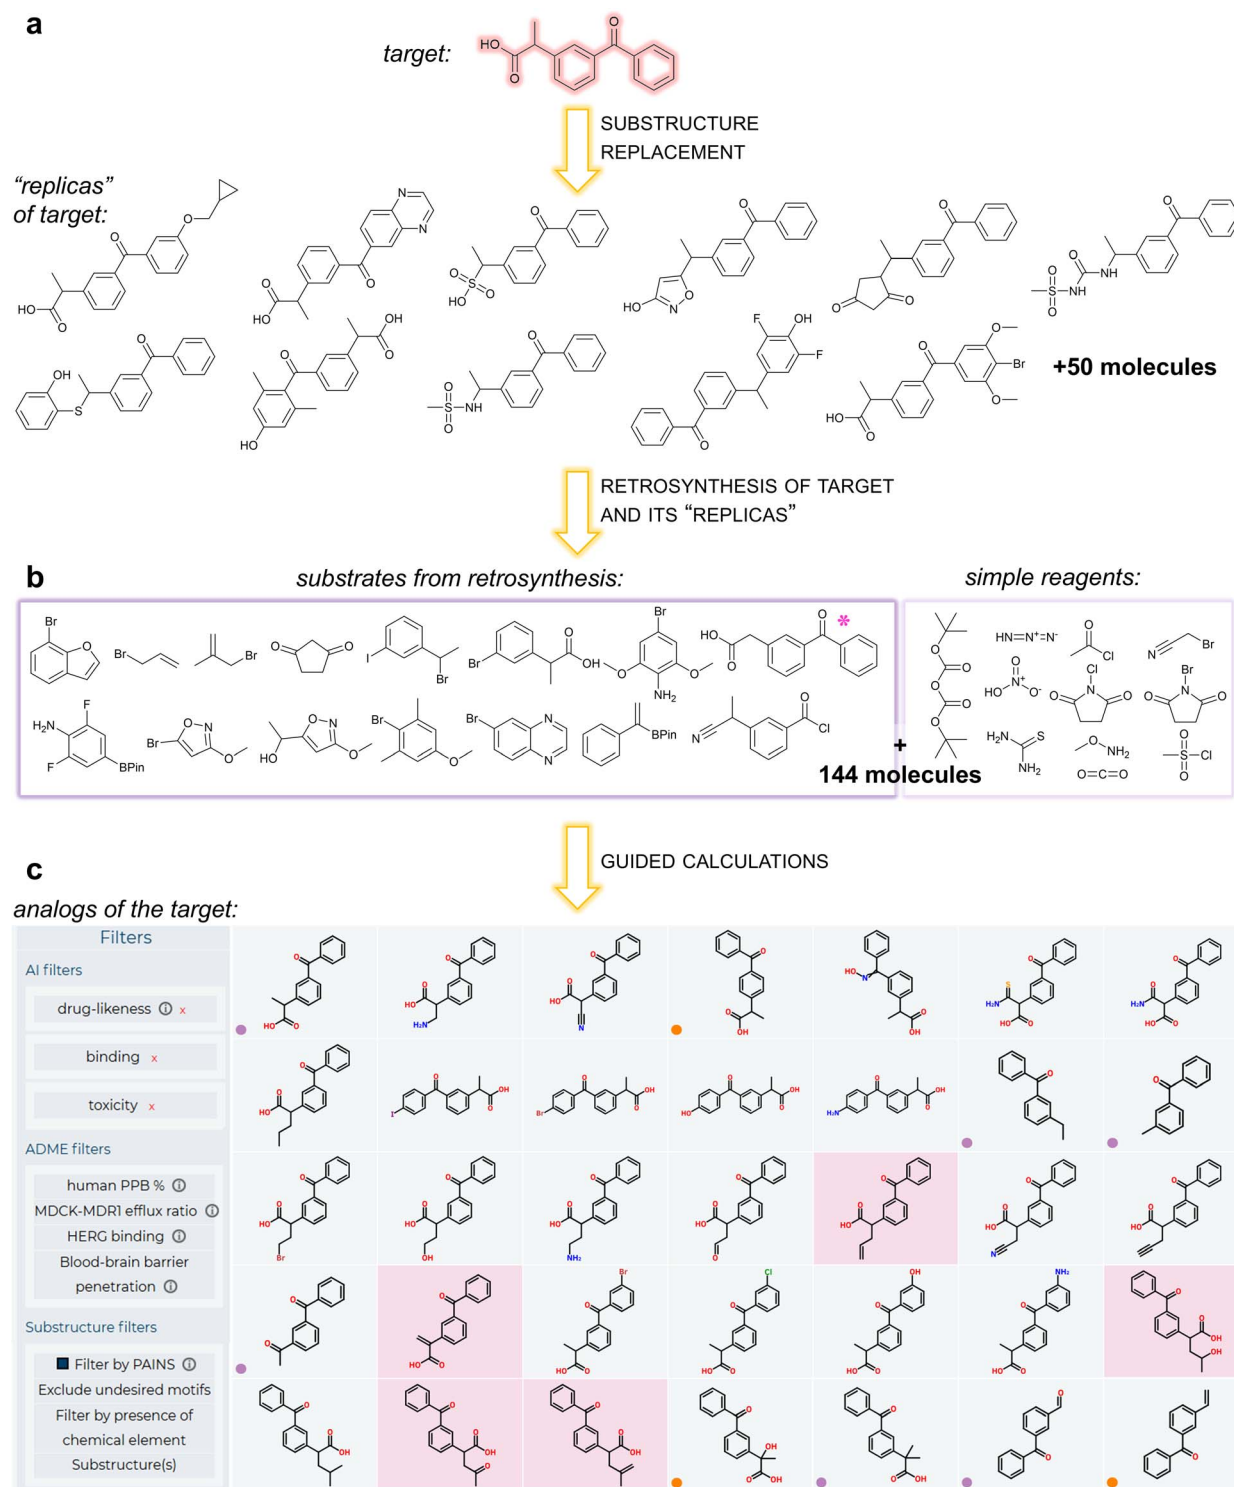 a
target:
HO
O
O
SUBSTRUCTURE
REPLACEMENT
"replicas"
of target:
+50 molecules
RETROSYNTHESIS OF TARGET
AND ITS "REPLICAS"
b
substrates from retrosynthesis:
simple reagents:
*
+
144 molecules
GUIDED CALCULATIONS
c
analogs of the target:
Filters
AI filters
drug-likeness ⓘ x
binding x
toxicity x
ADME filters
human PPB % ⓘ
MDCK-MDR1 efflux ratio ⓘ
HERG binding ⓘ
Blood-brain barrier
penetration ⓘ
Substructure filters
Filter by PAINS ⓘ
Exclude undesired motifs
Filter by presence of
chemical element
Substructure(s)